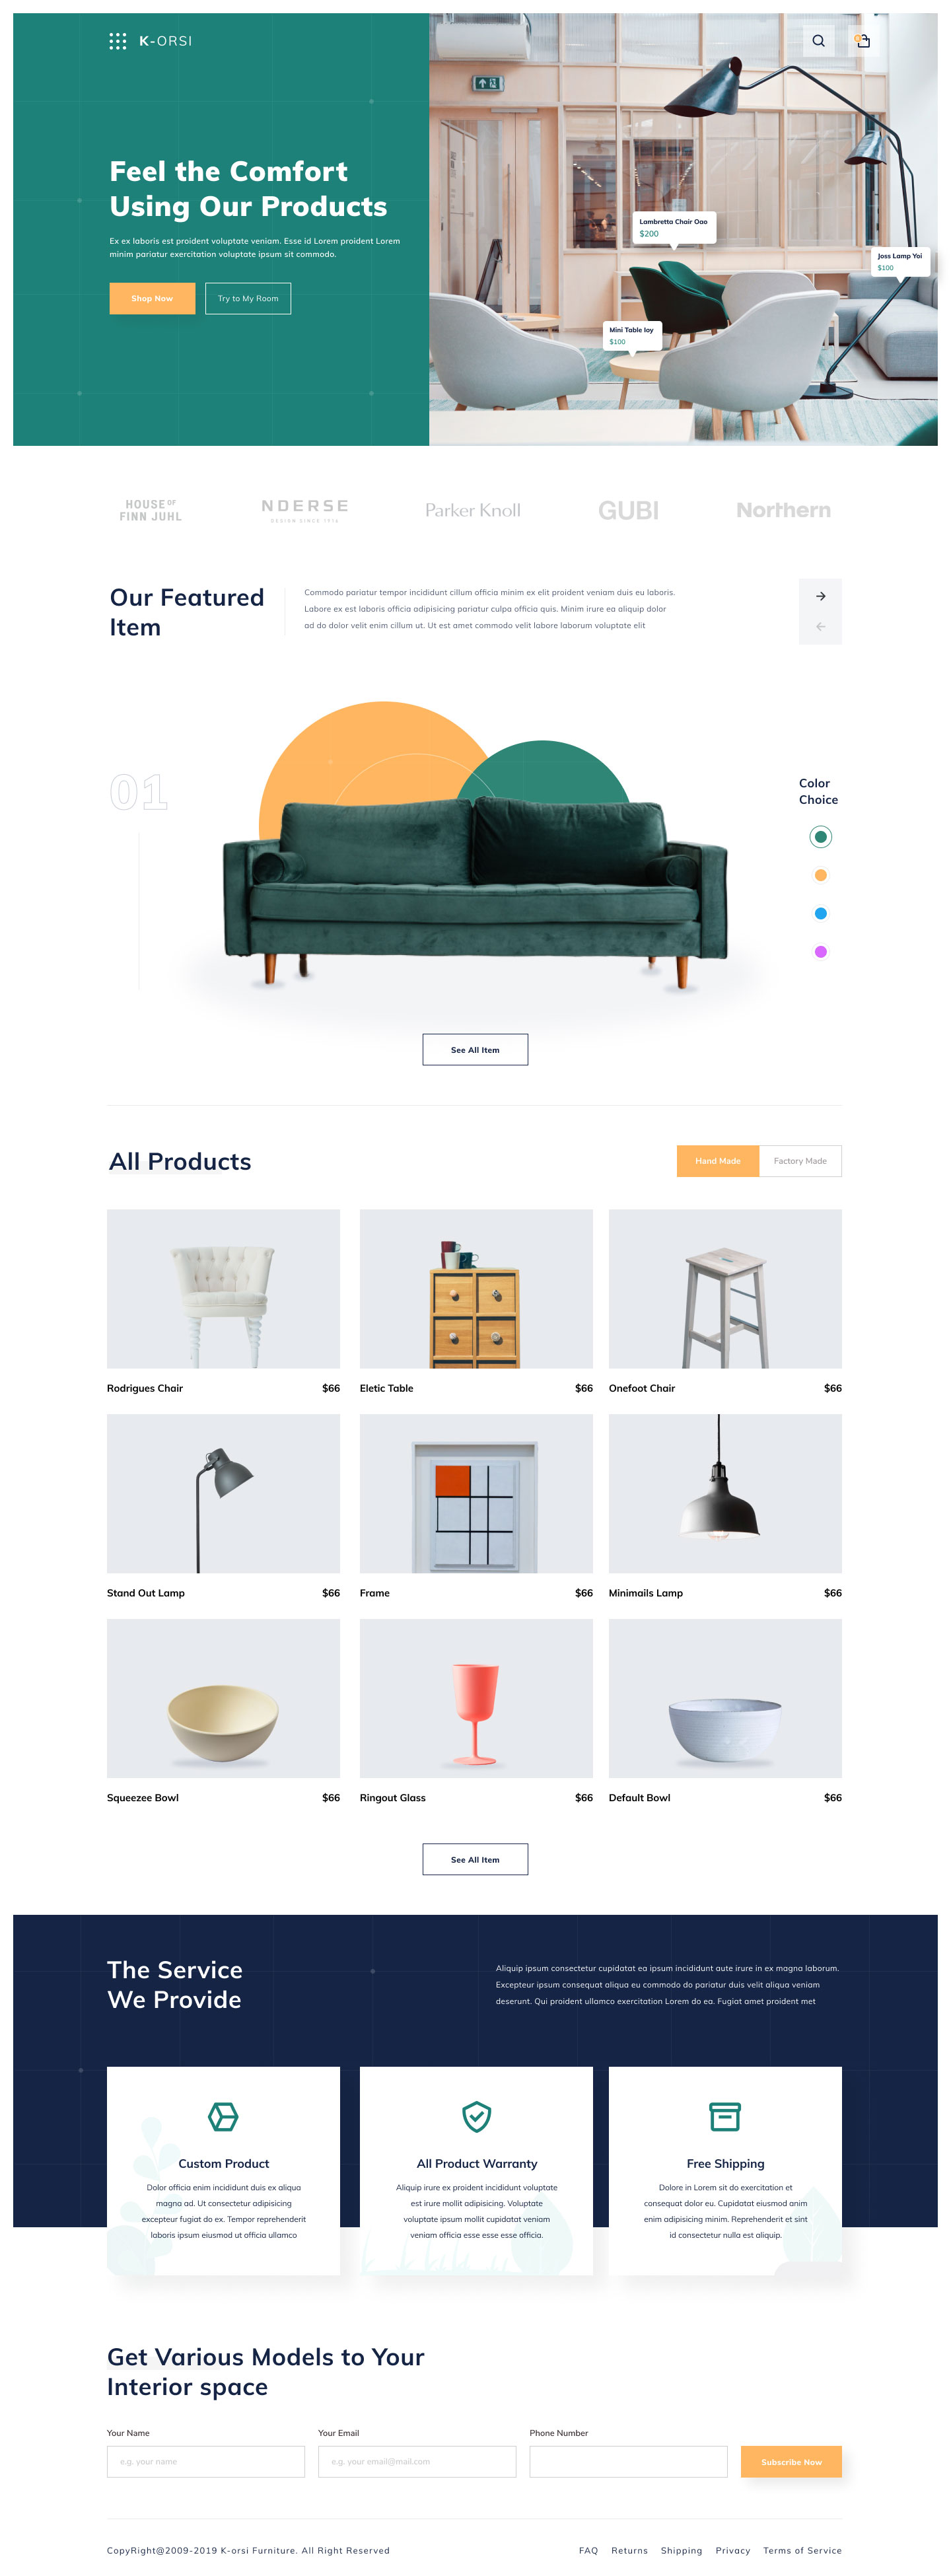 K-ORSI
Feel the Comfort
Using Our Products
Ex ex laboris est proident voluptate veniam. Esse id Lorem proident Lorem
minim pariatur exercitation voluptate ipsum sit commodo.
Shop Now
Try to My Room
Lambretta Chair Oao
$200
Joss Lamp Yoi
$100
Mini Table Ioy
$100
HOUSE OF
FINN JUHL
NDERSE
DESIGN SINCE 1916
Parker Knoll
GUBI
Northern
Our Featured
Item
Commodo pariatur tempor incididunt cillum officia minim ex elit proident veniam duis eu laboris.
Labore ex est laboris officia adipisicing pariatur culpa officia quis. Minim irure ea aliquip dolor
ad do dolor velit enim cillum ut. Ut est amet commodo velit labore laborum voluptate elit
01
Color
Choice
See All Item
All Products
Hand Made
Factory Made
Rodrigues Chair
$66
Eletic Table
$66
Onefoot Chair
$66
Stand Out Lamp
$66
Frame
$66
Minimails Lamp
$66
Squeezee Bowl
$66
Ringout Glass
$66
Default Bowl
$66
See All Item
The Service
We Provide
Aliquip ipsum consectetur cupidatat ea ipsum incididunt aute irure in ex magna laborum.
Excepteur ipsum consequat aliqua eu commodo do pariatur duis velit aliqua veniam
deserunt. Qui proident ullamco exercitation Lorem do ea. Fugiat amet proident met
Custom Product
Dolor officia enim incididunt duis ex aliqua
magna ad. Ut consectetur adipisicing
excepteur fugiat do ex. Tempor reprehenderit
laboris ipsum eiusmod ut officia ullamco
All Product Warranty
Aliquip irure ex proident incididunt voluptate
est irure mollit adipisicing. Voluptate
voluptate ipsum mollit cupidatat veniam
veniam officia esse esse esse officia.
Free Shipping
Dolore in Lorem sit do exercitation et
consequat dolor eu. Cupidatat eiusmod anim
enim adipisicing minim. Reprehenderit et sint
id consectetur nulla est aliquip.
Get Various Models to Your
Interior space
Your Name
e.g. your name
Your Email
e.g. your email@mail.com
Phone Number
Subscribe Now
CopyRight@2009-2019 K-orsi Furniture. All Right Reserved
FAQ
Returns
Shipping
Privacy
Terms of Service